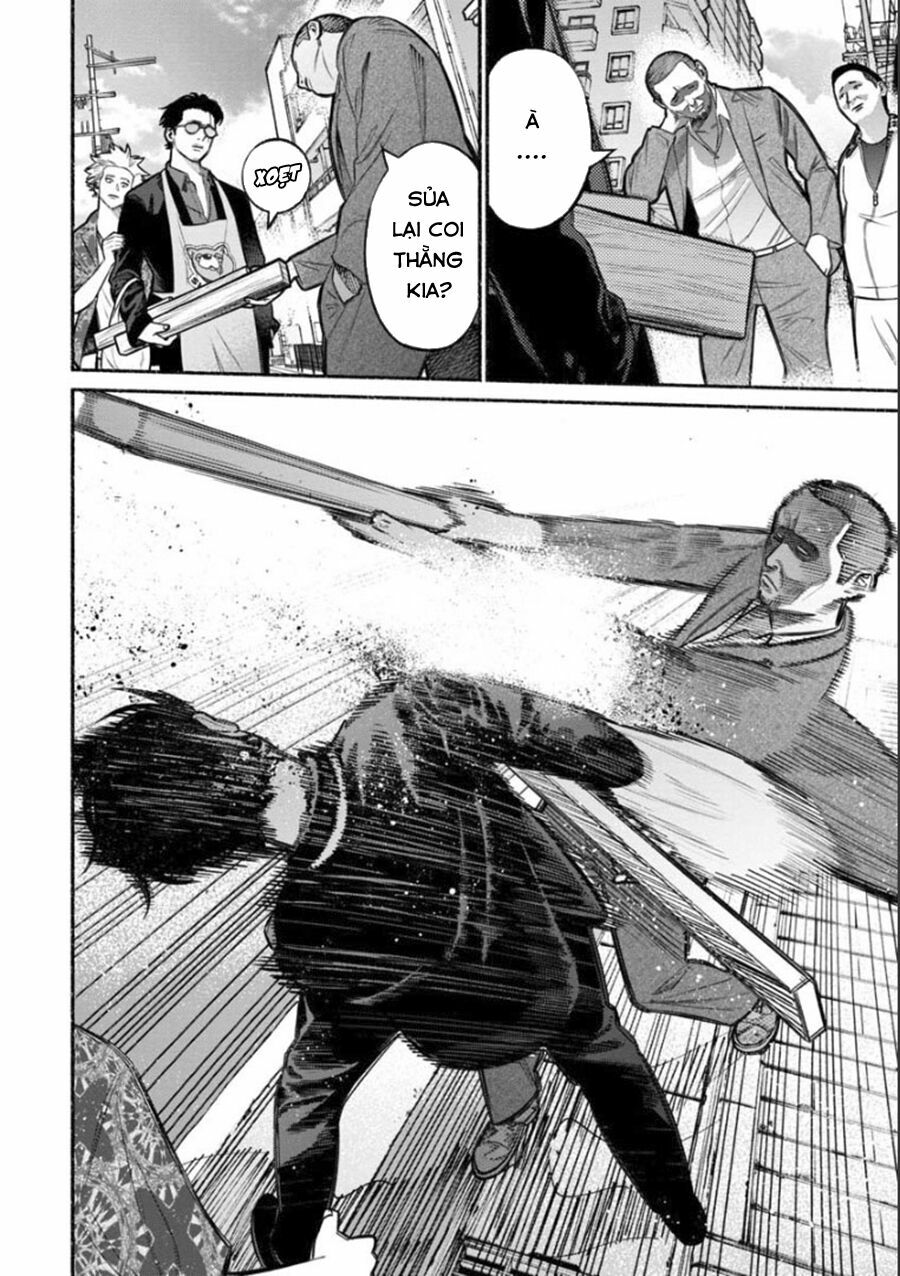 À
....
SỦA
LẠI COI
THẰNG
KIA?
XOẸT